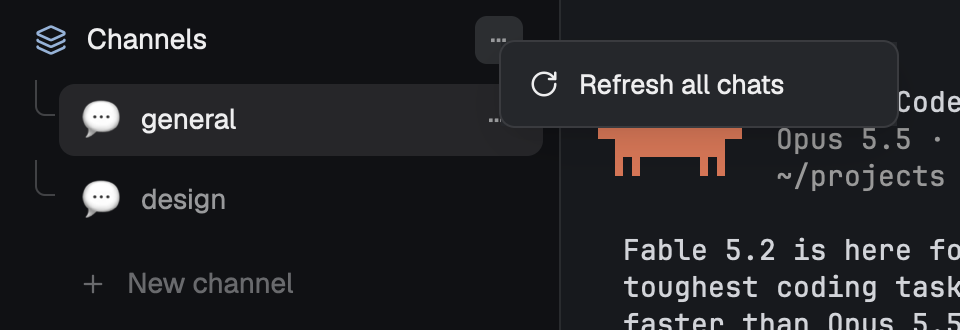 Channels
Refresh all chats
general
design
New channel
Code
Opus 5.5 ·
~/projects
Fable 5.2 is here fo
toughest coding task
faster than Opus 5.5